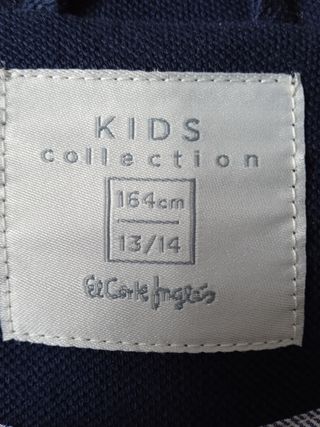 KIDS
collection
164cm
13/14
El Corte Inglés